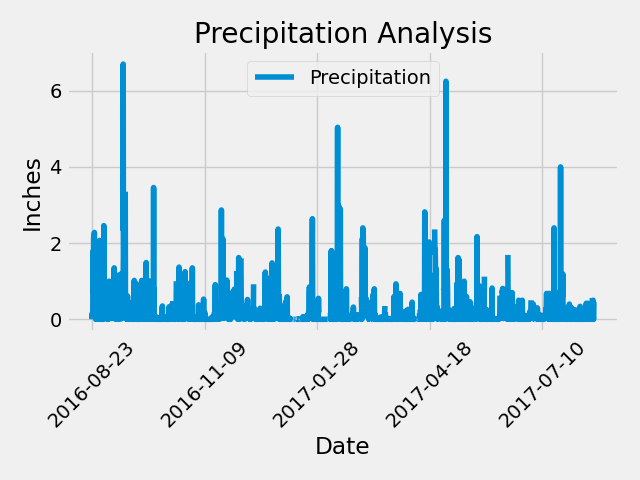 Precipitation Analysis
Precipitation
6
4
2
0
Inches
2016-08-23
2016-11-09
2017-01-28
2017-04-18
2017-07-10
Date